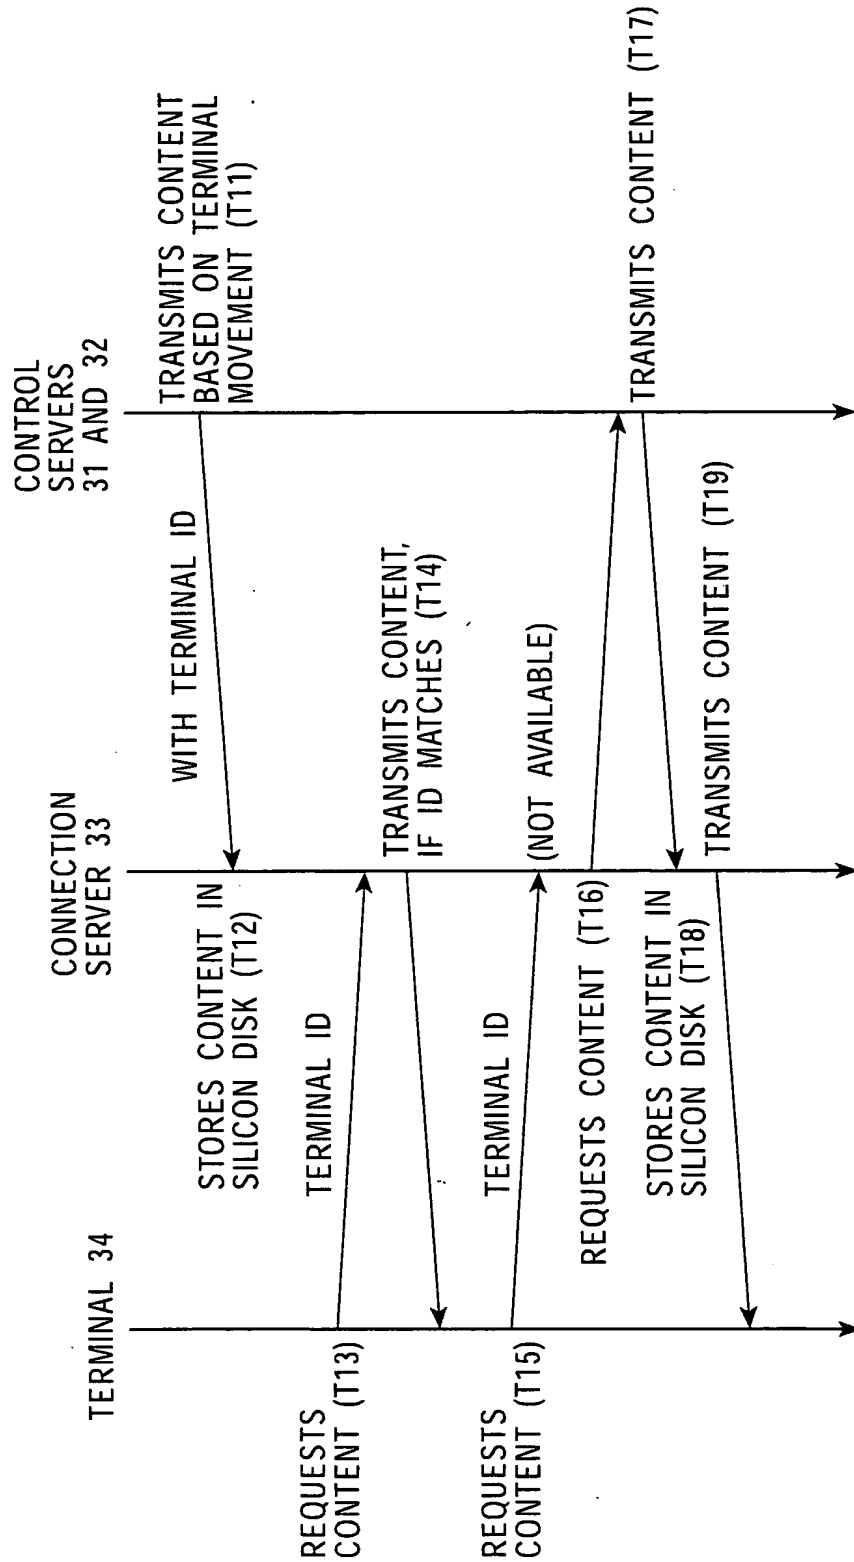 TERMINAL 34
CONNECTION
SERVER 33
CONTROL
SERVERS
31 AND 32
TRANSMITS CONTENT
BASED ON TERMINAL
MOVEMENT (T11)
WITH TERMINAL ID
STORES CONTENT IN
SILICON DISK (T12)
REQUESTS
CONTENT (T13)
TERMINAL ID
TRANSMITS CONTENT,
IF ID MATCHES (T14)
REQUESTS
CONTENT (T15)
TERMINAL ID
(NOT AVAILABLE)
REQUESTS CONTENT (T16)
TRANSMITS CONTENT (T17)
STORES CONTENT IN
SILICON DISK (T18)
TRANSMITS CONTENT (T19)